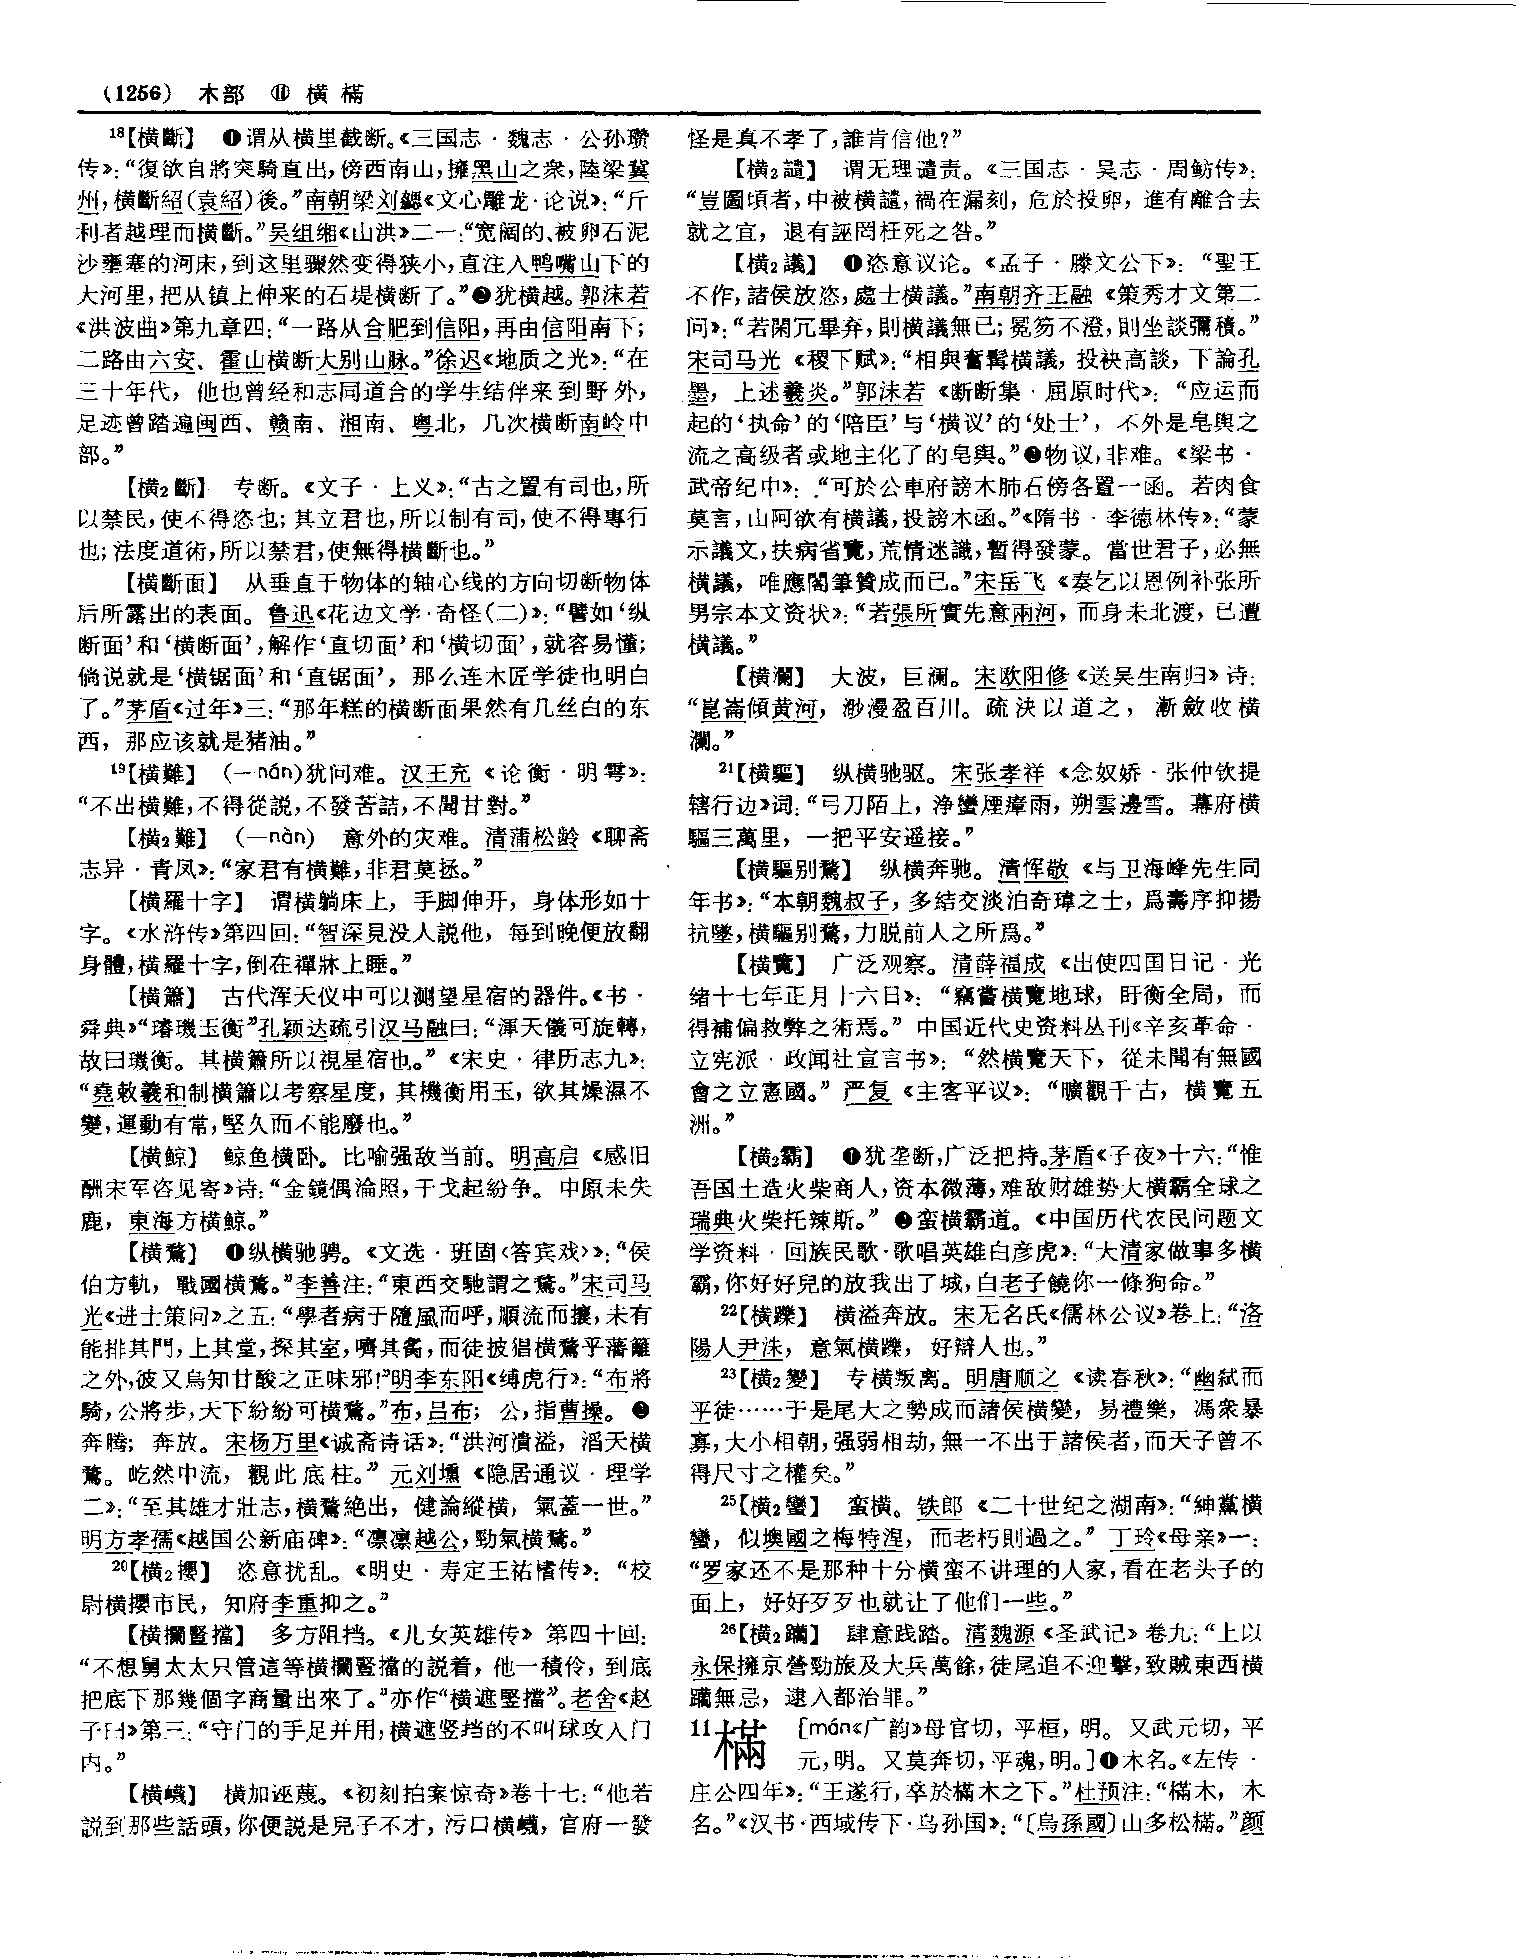 (1256) 木部 ⑪ 横 樠
18【横斷】 ❶谓从横里截断。《三国志·魏志·公孙瓒
传》：“復欲自將突騎直出，傍西南山，擁黑山之衆，陸梁冀
州，横斷紹（袁紹）後。”南朝梁刘勰《文心雕龙·论说》：“斤
利者越理而横斷。”吴组缃《山洪》二一：“宽阔的、被卵石泥
沙壅塞的河床，到这里骤然变得狭小，直注入鸭嘴山下的
大河里，把从镇上伸来的石堤横断了。”❷犹横越。郭沫若
《洪波曲》第九章四：“一路从合肥到信阳，再由信阳南下；
二路由六安、霍山横断大别山脉。”徐迟《地质之光》：“在
三十年代，他也曾经和志同道合的学生结伴来到野外，
足迹曾踏遍闽西、赣南、湘南、粤北，几次横断南岭中
部。”
【横2斷】 专断。《文子·上义》：“古之置有司也，所
以禁民，使不得恣也；其立君也，所以制有司，使不得專行
也；法度道術，所以禁君，使無得横斷也。”
【横斷面】 从垂直于物体的轴心线的方向切断物体
后所露出的表面。鲁迅《花边文学·奇怪（二）》：“譬如‘纵
断面’和‘横断面’，解作‘直切面’和‘横切面’，就容易懂；
倘说就是‘横锯面’和‘直锯面’，那么连木匠学徒也明白
了。”茅盾《过年》三：“那年糕的横断面果然有几丝白的东
西，那应该就是猪油。”
19【横難】 （—nán）犹问难。汉王充《论衡·明雩》：
“不出横難，不得從説，不發苦詰，不聞甘對。”
【横2難】 （—nàn） 意外的灾难。清蒲松龄《聊斋
志异·青凤》：“家君有横難，非君莫拯。”
【横羅十字】 谓横躺床上，手脚伸开，身体形如十
字。《水浒传》第四回：“智深見没人説他，每到晚便放翻
身體，横羅十字，倒在禪牀上睡。”
【横簫】 古代浑天仪中可以测望星宿的器件。《书·
舜典》“璿璣玉衡”孔颖达疏引汉马融曰：“渾天儀可旋轉，
故曰璣衡。其横簫所以視星宿也。”《宋史·律历志九》：
“堯敕羲和制横簫以考察星度，其機衡用玉，欲其燥濕不
變，運動有常，堅久而不能廢也。”
【横鲸】 鲸鱼横卧。比喻强敌当前。明高启《感旧
酬宋军咨见寄》诗：“金鏡偶淪照，干戈起紛争。中原未失
鹿，東海方横鲸。”
【横騖】 ❶纵横驰骋。《文选·班固〈答宾戏〉》：“侯
伯方軌，戰國横騖。”李善注：“東西交馳謂之騖。”宋司马
光《进士策问》之五：“學者病于隨風而呼，順流而攘，未有
能排其門，上其堂，探其室，嚌其胾，而徒披猖横騖乎藩籬
之外，彼又烏知甘酸之正味邪！”明李东阳《缚虎行》：“布將
騎，公將步，天下紛紛可横騖。”布，吕布；公，指曹操。❷
奔腾；奔放。宋杨万里《诚斋诗话》：“洪河潰溢，滔天横
騖。屹然中流，觀此底柱。”元刘壎《隐居通议·理学
二》：“至其雄才壯志，横騖絶出，健論縱横，氣蓋一世。”
明方孝孺《越国公新庙碑》：“凛凛越公，勁氣横騖。”
20【横2攖】 恣意扰乱。《明史·寿定王祐榰传》：“校
尉横攖市民，知府李重抑之。”
【横攔豎擋】 多方阻挡。《儿女英雄传》第四十回：
“不想舅太太只管這等横攔豎擋的説着，他一積伶，到底
把底下那幾個字商量出來了。”亦作“横遮竪擋”。老舍《赵
子曰》第三：“守门的手足并用，横遮竖挡的不叫球攻入门
内。”
【横衊】 横加诬蔑。《初刻拍案惊奇》卷十七：“他若
説到那些話頭，你便説是兒子不才，污口横衊，官府一發
怪是真不孝了，誰肯信他？”
【横2譴】 谓无理谴责。《三国志·吴志·周鲂传》：
“豈圖頃者，中被横譴，禍在漏刻，危於投卵，進有離合去
就之宜，退有誣罔枉死之咎。”
【横2議】 ❶恣意议论。《孟子·滕文公下》：“聖王
不作，諸侯放恣，處士横議。”南朝齐王融《策秀才文第二
问》：“若閑冗畢弃，則横議無已；冕笏不澄，則坐談彌積。”
宋司马光《稷下赋》：“相與奮髯横議，投袂高談，下論孔
墨，上述羲炎。”郭沫若《断断集·屈原时代》：“应运而
起的‘执命’的‘陪臣’与‘横议’的‘处士’，不外是皂舆之
流之高级者或地主化了的皂舆。”❷物议，非难。《梁书·
武帝纪中》：“可於公車府謗木肺石傍各置一函。若肉食
莫言，山阿欲有横議，投謗木函。”《隋书·李德林传》：“蒙
示議文，扶病省覽，荒情迷識，暫得發蒙。當世君子，必無
横議，唯應閣筆贊成而已。”宋岳飞《奏乞以恩例补张所
男宗本文资状》：“若張所實先意兩河，而身未北渡，已遭
横議。”
【横瀾】 大波，巨澜。宋欧阳修《送吴生南归》诗：
“崑崙傾黄河，渺漫盈百川。疏決以道之，漸斂收横
瀾。”
21【横驅】 纵横驰驱。宋张孝祥《念奴娇·张仲钦提
辖行边》词：“弓刀陌上，净蠻煙瘴雨，朔雲邊雪。幕府横
驅三萬里，一把平安遥接。”
【横驅别騖】 纵横奔驰。清恽敬《与卫海峰先生同
年书》：“本朝魏叔子，多結交淡泊奇瑋之士，爲壽序抑揚
抗墜，横驅别騖，力脱前人之所爲。”
【横覽】 广泛观察。清薛福成《出使四国日记·光
绪十七年正月十六日》：“竊嘗横覽地球，盱衡全局，而
得補偏救弊之術焉。”中国近代史资料丛刊《辛亥革命·
立宪派·政闻社宣言书》：“然横覽天下，從未聞有無國
會之立憲國。”严复《主客平议》：“曠觀千古，横覽五
洲。”
【横2霸】 ❶犹垄断，广泛把持。茅盾《子夜》十六：“惟
吾国土造火柴商人，资本微薄，难敌财雄势大横霸全球之
瑞典火柴托辣斯。”❷蛮横霸道。《中国历代农民问题文
学资料·回族民歌·歌唱英雄白彦虎》：“大清家做事多横
霸，你好好兒的放我出了城，白老子饒你一條狗命。”
22【横躒】 横溢奔放。宋无名氏《儒林公议》卷上：“洛
陽人尹洙，意氣横躒，好辯人也。”
23【横2變】 专横叛离。明唐顺之《读春秋》：“幽弑而
平徒……于是尾大之勢成而諸侯横變，易禮樂，馮衆暴
寡，大小相朝，强弱相劫，無一不出于諸侯者，而天子曾不
得尺寸之權矣。”
25【横2蠻】 蛮横。铁郎《二十世纪之湖南》：“紳黨横
蠻，似墺國之梅特涅，而老朽則過之。”丁玲《母亲》一：
“罗家还不是那种十分横蛮不讲理的人家，看在老头子的
面上，好好歹歹也就让了他们一些。”
26【横2躪】 肆意践踏。清魏源《圣武记》卷九：“上以
永保擁京營勁旅及大兵萬餘，徒尾追不迎擊，致賊東西横
躪無忌，逮入都治罪。”
11樠 [mán《广韵》母官切，平桓，明。又武元切，平
元，明。又莫奔切，平魂，明。]❶木名。《左传·
庄公四年》：“王遂行，卒於樠木之下。”杜预注：“樠木，木
名。”《汉书·西域传下·乌孙国》：“〔烏孫國〕山多松樠。”颜